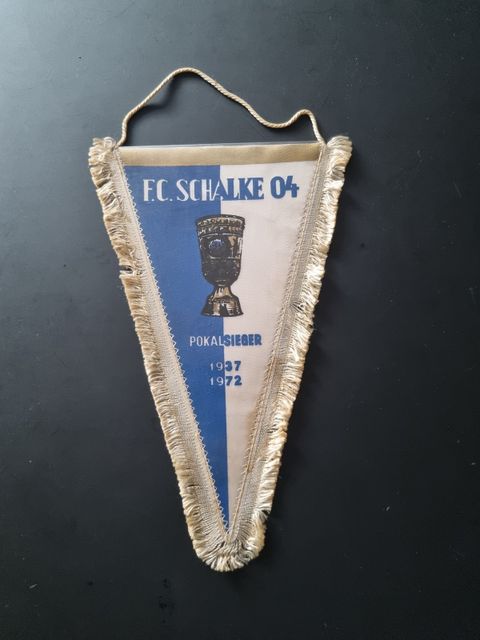 F.C. SCHALKE 04
POKALSIEGER
1937
1972